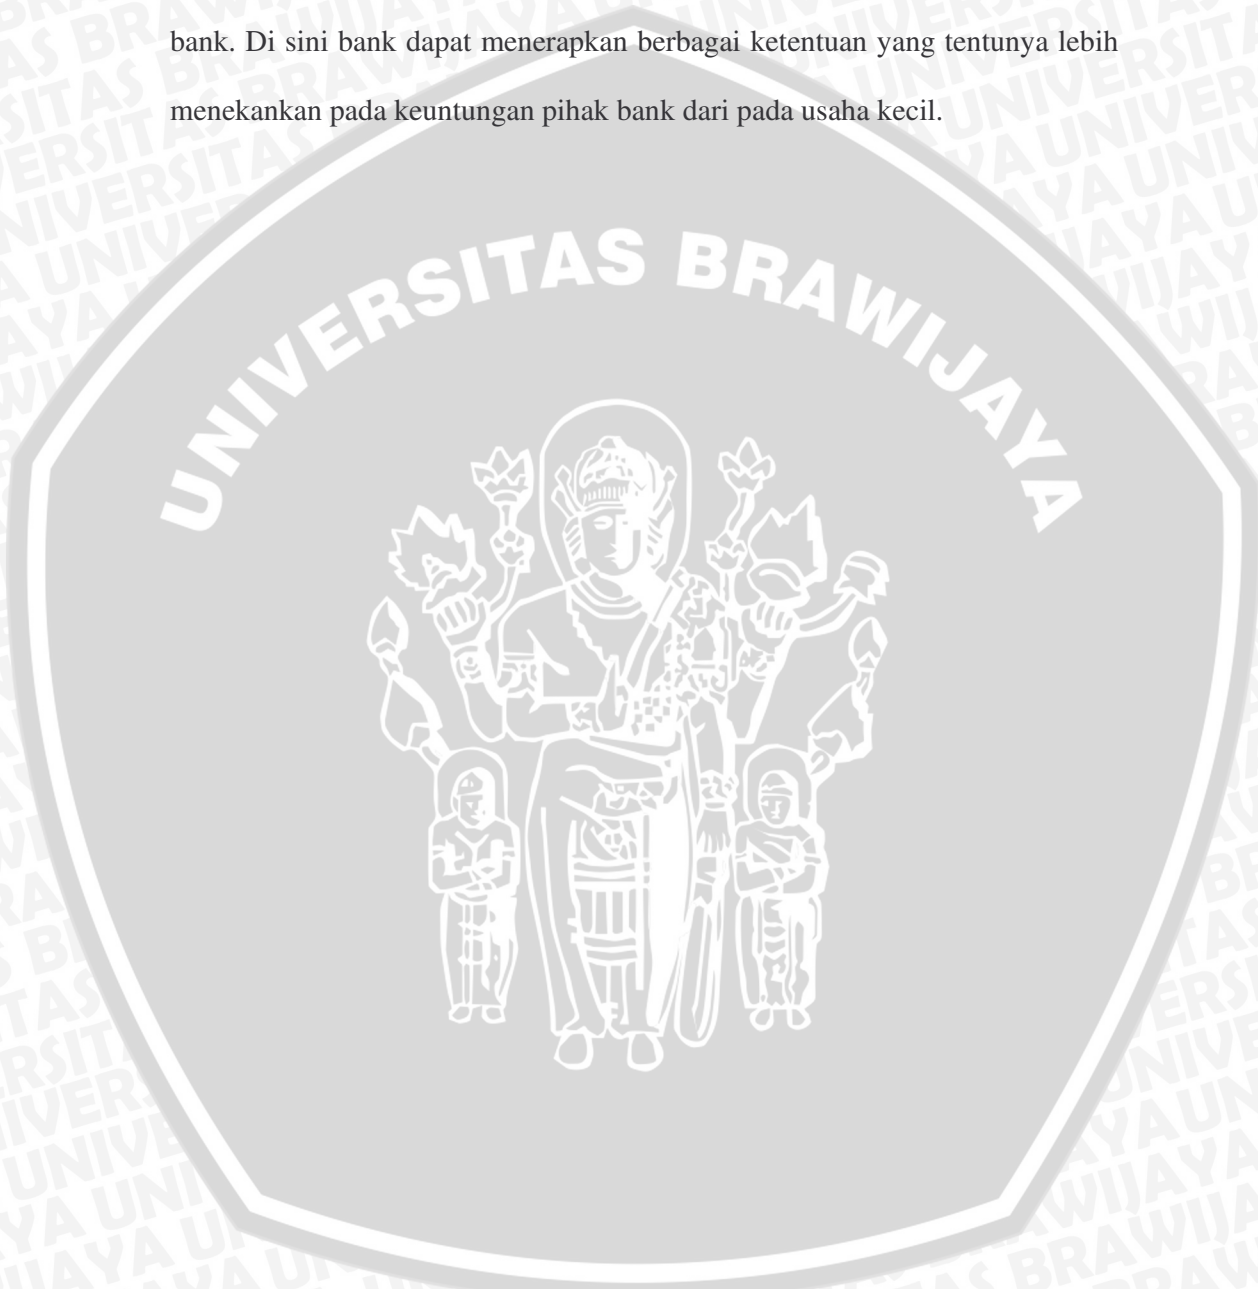 bank. Di sini bank dapat menerapkan berbagai ketentuan yang tentunya lebih
menekankan pada keuntungan pihak bank dari pada usaha kecil.
UNIVERSITAS BRAWIJAYA